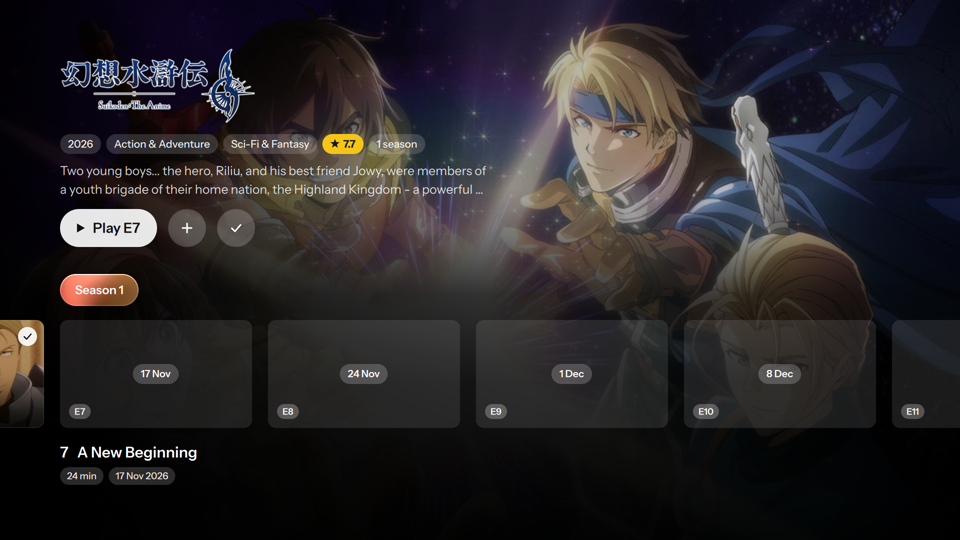 幻想水滸伝
Suikoden: The Anime
2026
Action & Adventure
Sci-Fi & Fantasy
★ 7.7
1 season
Two young boys... the hero, Riliu, and his best friend Jowy, were members of
a youth brigade of their home nation, the Highland Kingdom – a powerful ...
Play E7
Season 1
17 Nov
24 Nov
1 Dec
8 Dec
E7
E8
E9
E10
E11
7 A New Beginning
24 min
17 Nov 2026